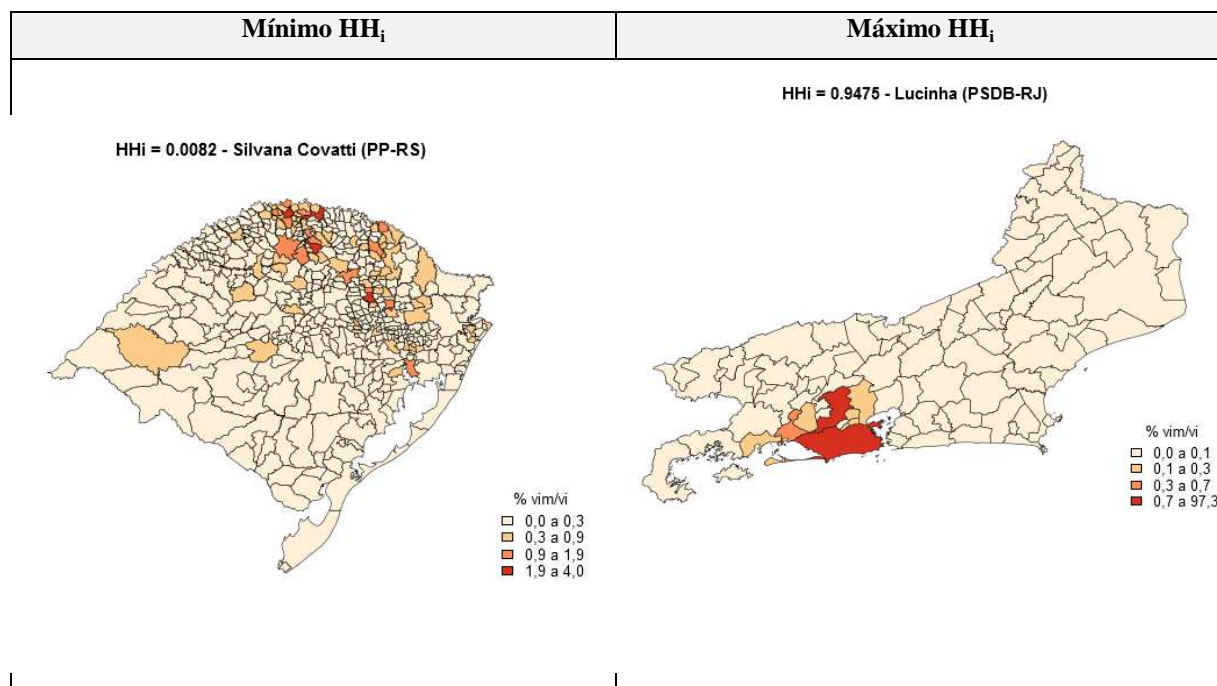 Mínimo HHi
Máximo HHi
HHi = 0.0082 - Silvana Covatti (PP-RS)
% vim/vi
0,0 a 0,3
0,3 a 0,9
0,9 a 1,9
1,9 a 4,0
HHi = 0.9475 - Lucinha (PSDB-RJ)
% vim/vi
0,0 a 0,1
0,1 a 0,3
0,3 a 0,7
0,7 a 97,3